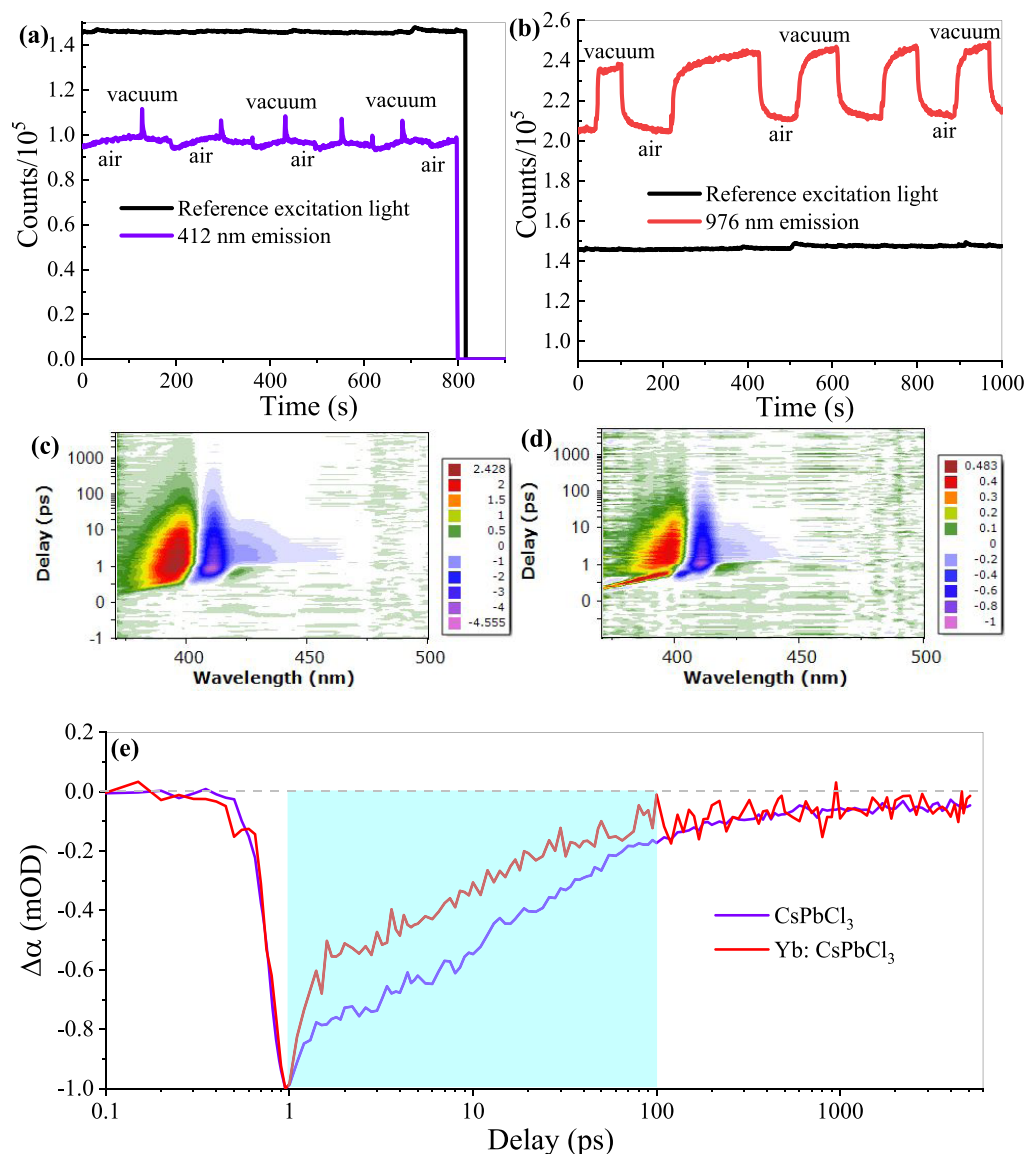 (a)
Counts/10⁵
1.4
1.2
1.0
0.8
0.6
0.4
0.2
0.0
vacuum
vacuum
vacuum
air
air
air
air
Reference excitation light
412 nm emission
0
200
400
600
800
Time (s)
(b)
Counts/10⁵
2.6
2.4
2.2
2.0
1.8
1.6
1.4
1.2
1.0
vacuum
vacuum
vacuum
air
air
air
Reference excitation light
976 nm emission
0
200
400
600
800
1000
Time (s)
(c)
Delay (ps)
1000
100
10
1
0
-1
400
450
500
Wavelength (nm)
2.428
2
1.5
1
0.5
0
-1
-2
-3
-4
-4.555
(d)
Delay (ps)
1000
100
10
1
0
-1
400
450
500
Wavelength (nm)
0.483
0.4
0.3
0.2
0.1
0
-0.2
-0.4
-0.6
-0.8
-1
(e)
Δα (mOD)
0.2
0.0
-0.2
-0.4
-0.6
-0.8
-1.0
CsPbCl₃
Yb: CsPbCl₃
0.1
1
10
100
1000
Delay (ps)